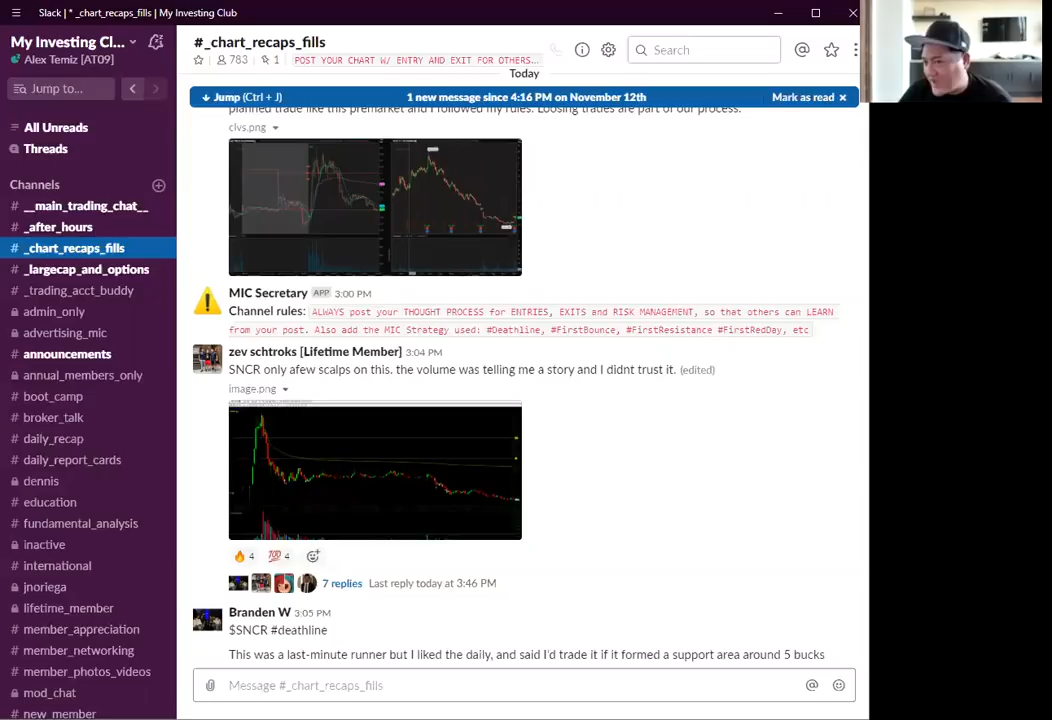 Slack | * _chart_recaps_fills | My Investing Club
My Investing Cl...
Alex Temiz [AT09]
Jump to...
All Unreads
Threads
Channels
# __main_trading_chat__
# _after_hours
# _chart_recaps_fills
# _largecap_and_options
# _trading_acct_buddy
admin_only
advertising_mic
announcements
annual_members_only
# boot_camp
# broker_talk
# daily_recap
# daily_report_cards
dennis
# education
# fundamental_analysis
inactive
# international
jnoriega
lifetime_member
# member_appreciation
# member_networking
# member_photos_videos
mod_chat
# new_member
#_chart_recaps_fills
783 1 POST YOUR CHART W/ ENTRY AND EXIT FOR OTHERS...
Search
Today
Jump (Ctrl + J) 1 new message since 4:16 PM on November 12th Mark as read ×
planned trade like this premarket and I followed my rules. Loosing trades are part of our process.
clvs.png
MIC Secretary APP 3:00 PM
Channel rules: ALWAYS post your THOUGHT PROCESS for ENTRIES, EXITS and RISK MANAGEMENT, so that others can LEARN
from your post. Also add the MIC Strategy used: #Deathline, #FirstBounce, #FirstResistance #FirstRedDay, etc
zev schtroks [Lifetime Member] 3:04 PM
SNCR only afew scalps on this. the volume was telling me a story and I didnt trust it. (edited)
image.png
4 4
7 replies Last reply today at 3:46 PM
Branden W 3:05 PM
$SNCR #deathline
This was a last-minute runner but I liked the daily, and said I'd trade it if it formed a support area around 5 bucks
Message #_chart_recaps_fills